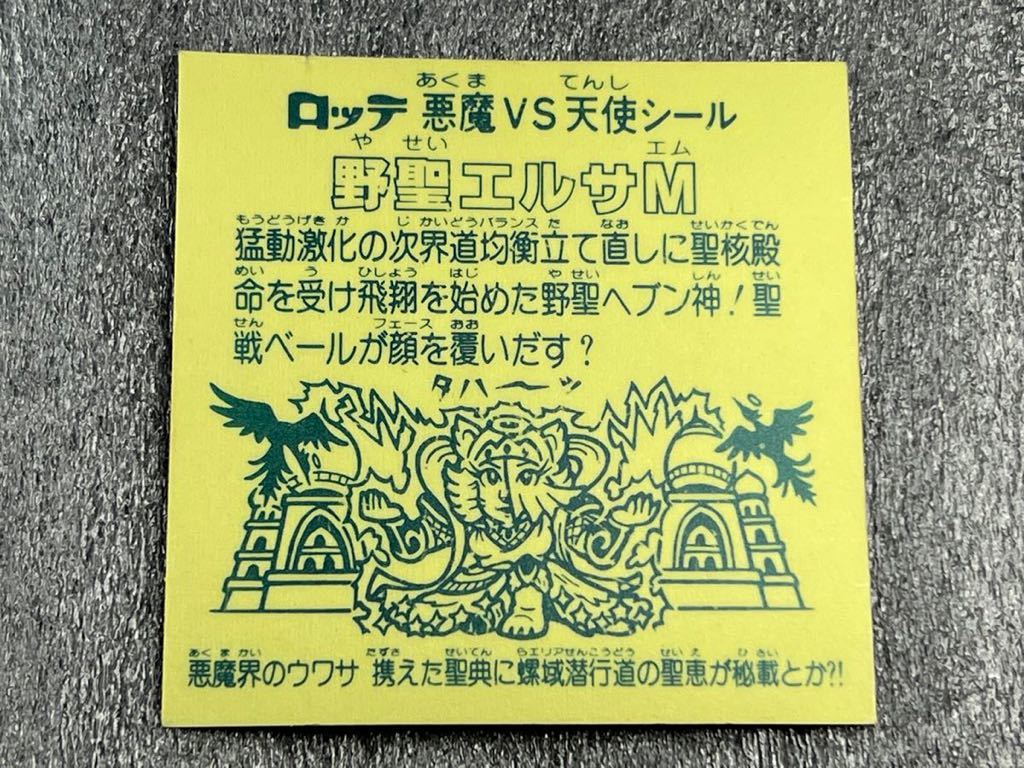 あくま てんし
ロッテ 悪魔VS天使シール
や せい エム
野聖エルサM
もうどうげき か じ かいどうバランス た なお せいかくでん
猛動激化の次界道均衡立て直しに聖核殿
めい う ひしょう はじ や せい しん せい
命を受け飛翔を始めた野聖ヘブン神!聖
せん フェース おお
戦ベールが顔を覆いだす?
タハーッ
あく ま かい たずさ せいてん らエリアせんこうどう せい え ひ さい
悪魔界のウワサ 携えた聖典に螺域潜行道の聖恵が秘載とか?!